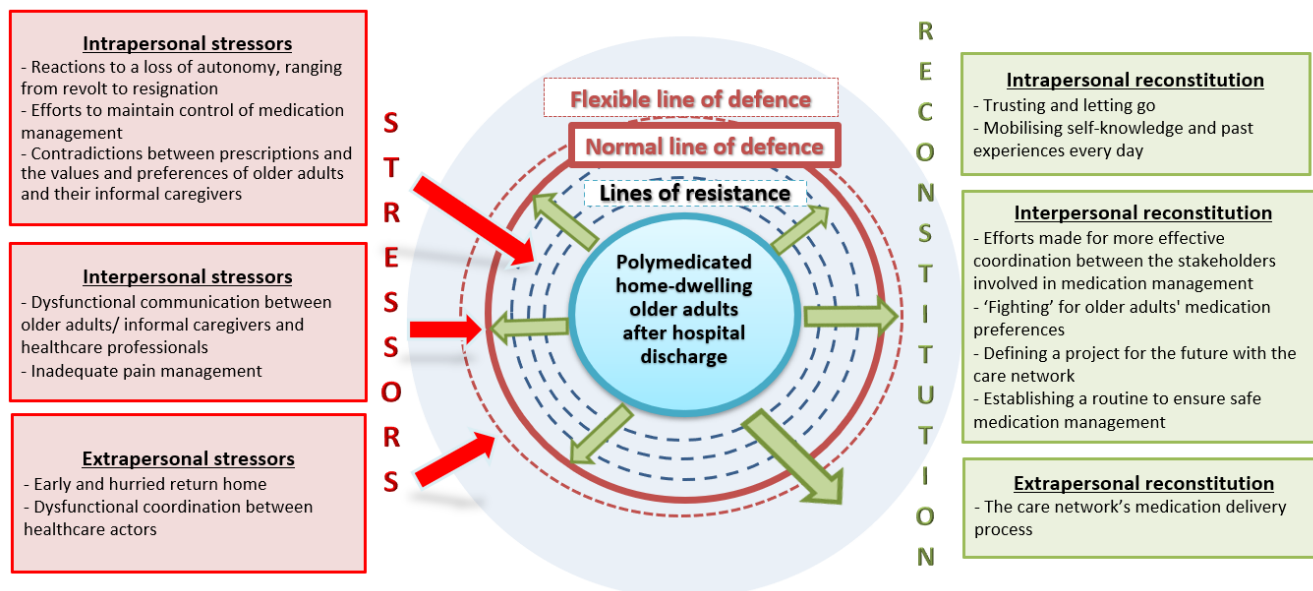 Intrapersonal stressors
- Reactions to a loss of autonomy, ranging
from revolt to resignation
- Efforts to maintain control of medication
management
- Contradictions between prescriptions and
the values and preferences of older adults
and their informal caregivers
Interpersonal stressors
- Dysfunctional communication between
older adults/ informal caregivers and
healthcare professionals
- Inadequate pain management
Extrapersonal stressors
- Early and hurried return home
- Dysfunctional coordination between
healthcare actors
STRESSORS
Flexible line of defence
Normal line of defence
Lines of resistance
Polymedicated
home-dwelling
older adults
after hospital
discharge
RECONSTITUTION
Intrapersonal reconstitution
- Trusting and letting go
- Mobilising self-knowledge and past
experiences every day
Interpersonal reconstitution
- Efforts made for more effective
coordination between the stakeholders
involved in medication management
- ‘Fighting’ for older adults' medication
preferences
- Defining a project for the future with the
care network
- Establishing a routine to ensure safe
medication management
Extrapersonal reconstitution
- The care network’s medication delivery
process